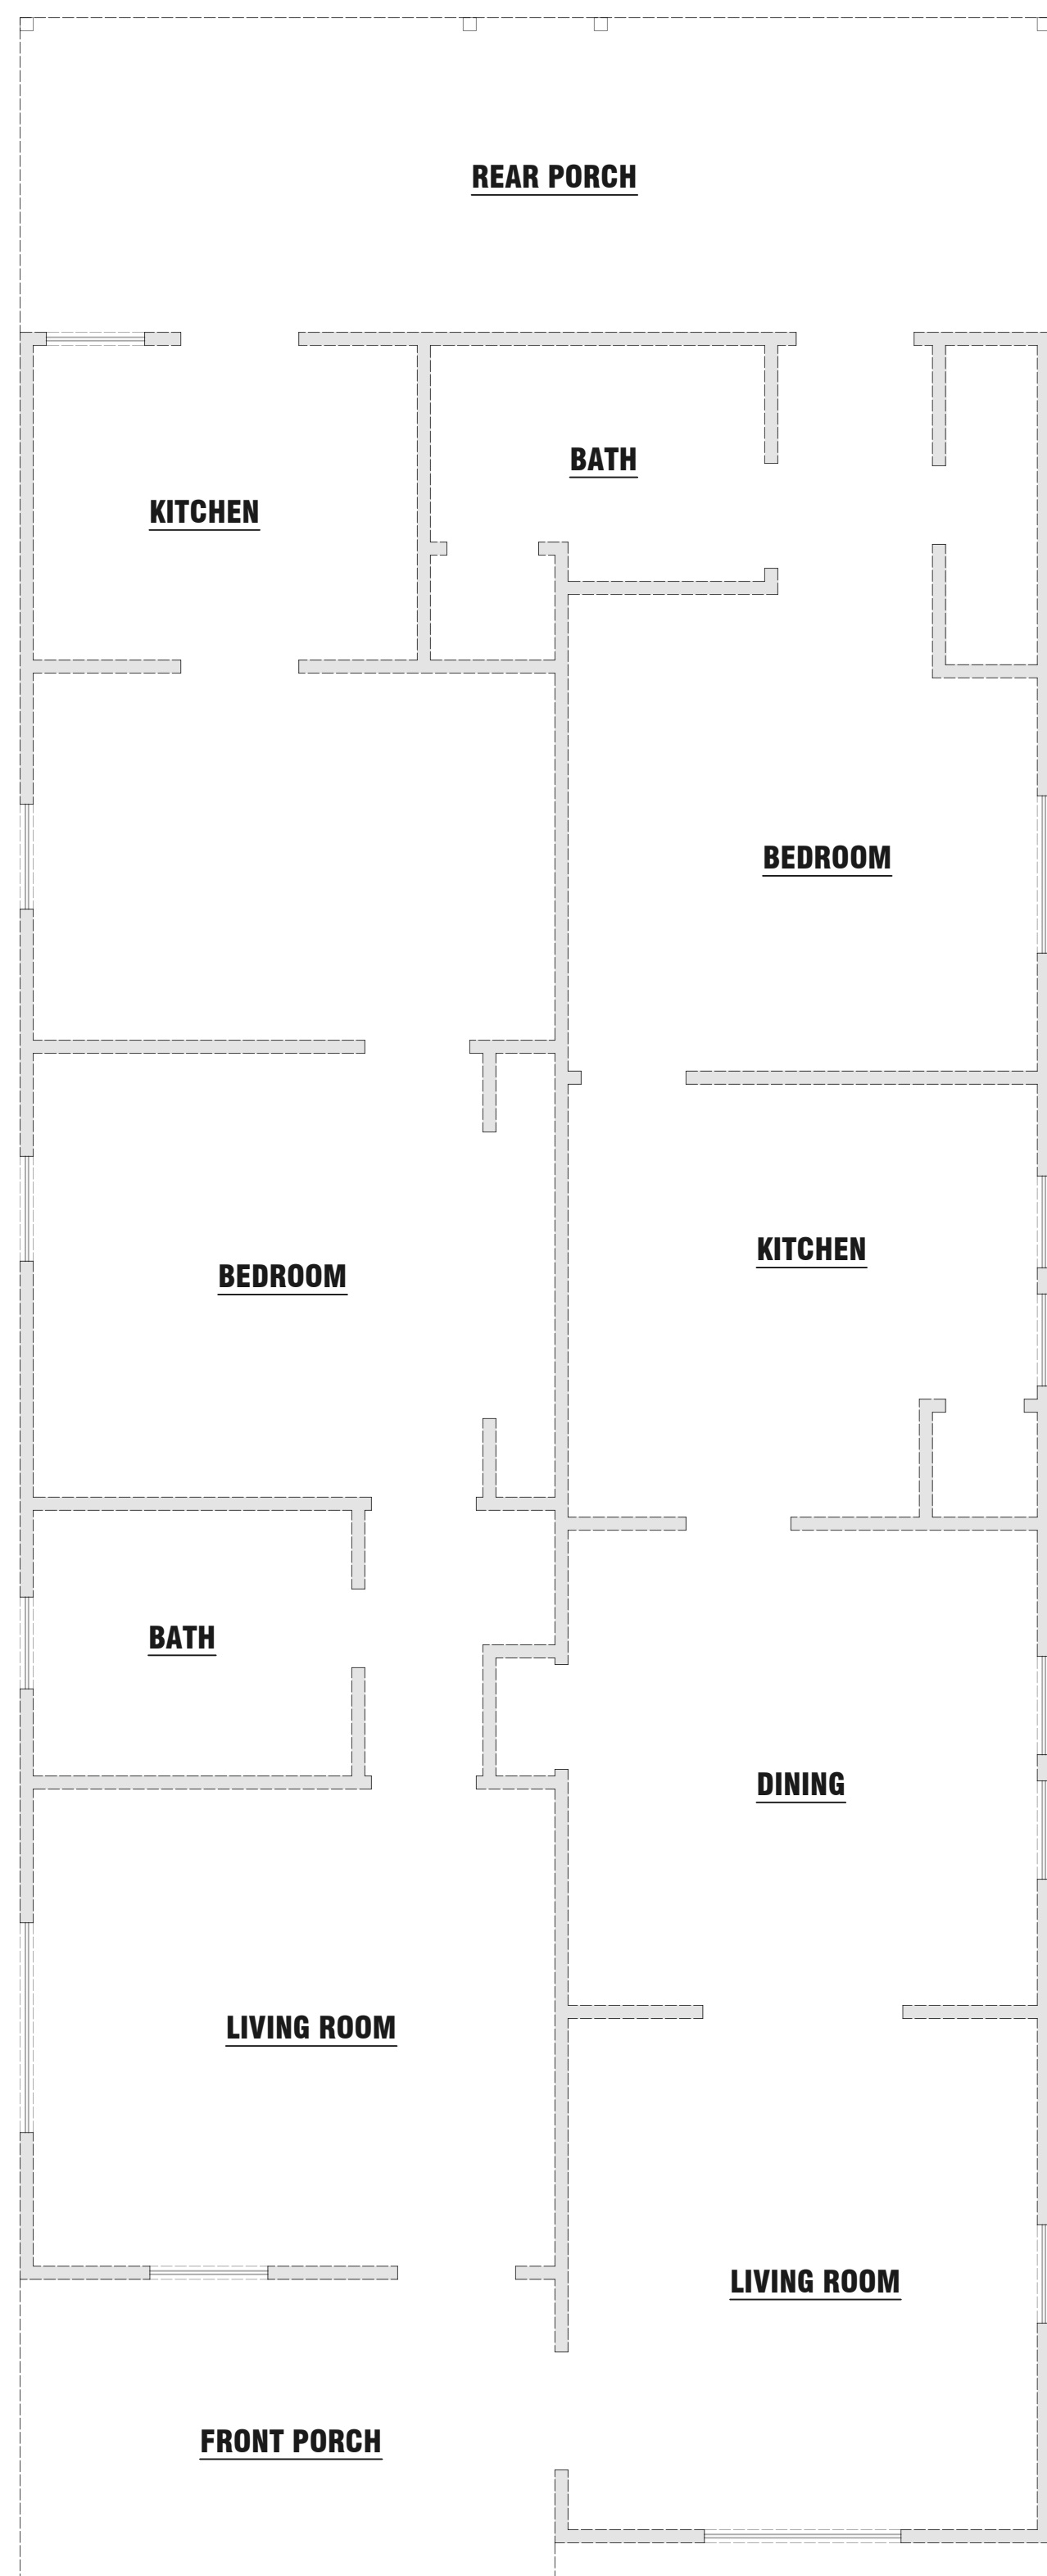 REAR PORCH
BATH
KITCHEN
BEDROOM
KITCHEN
BEDROOM
BATH
DINING
LIVING ROOM
LIVING ROOM
FRONT PORCH